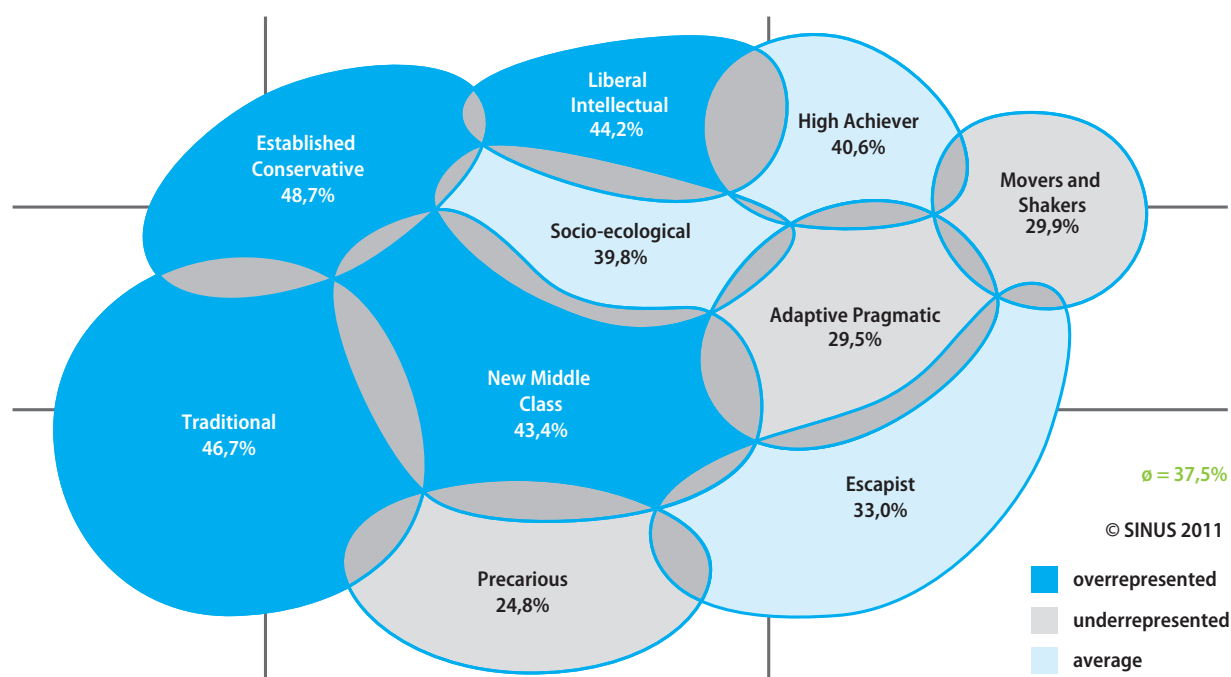 Liberal
Intellectual
44,2%
High Achiever
40,6%
Established
Conservative
48,7%
Movers and
Shakers
29,9%
Socio-ecological
39,8%
Adaptive Pragmatic
29,5%
New Middle
Class
43,4%
Traditional
46,7%
Escapist
33,0%
Precarious
24,8%
ø = 37,5%
© SINUS 2011
overrepresented
underrepresented
average